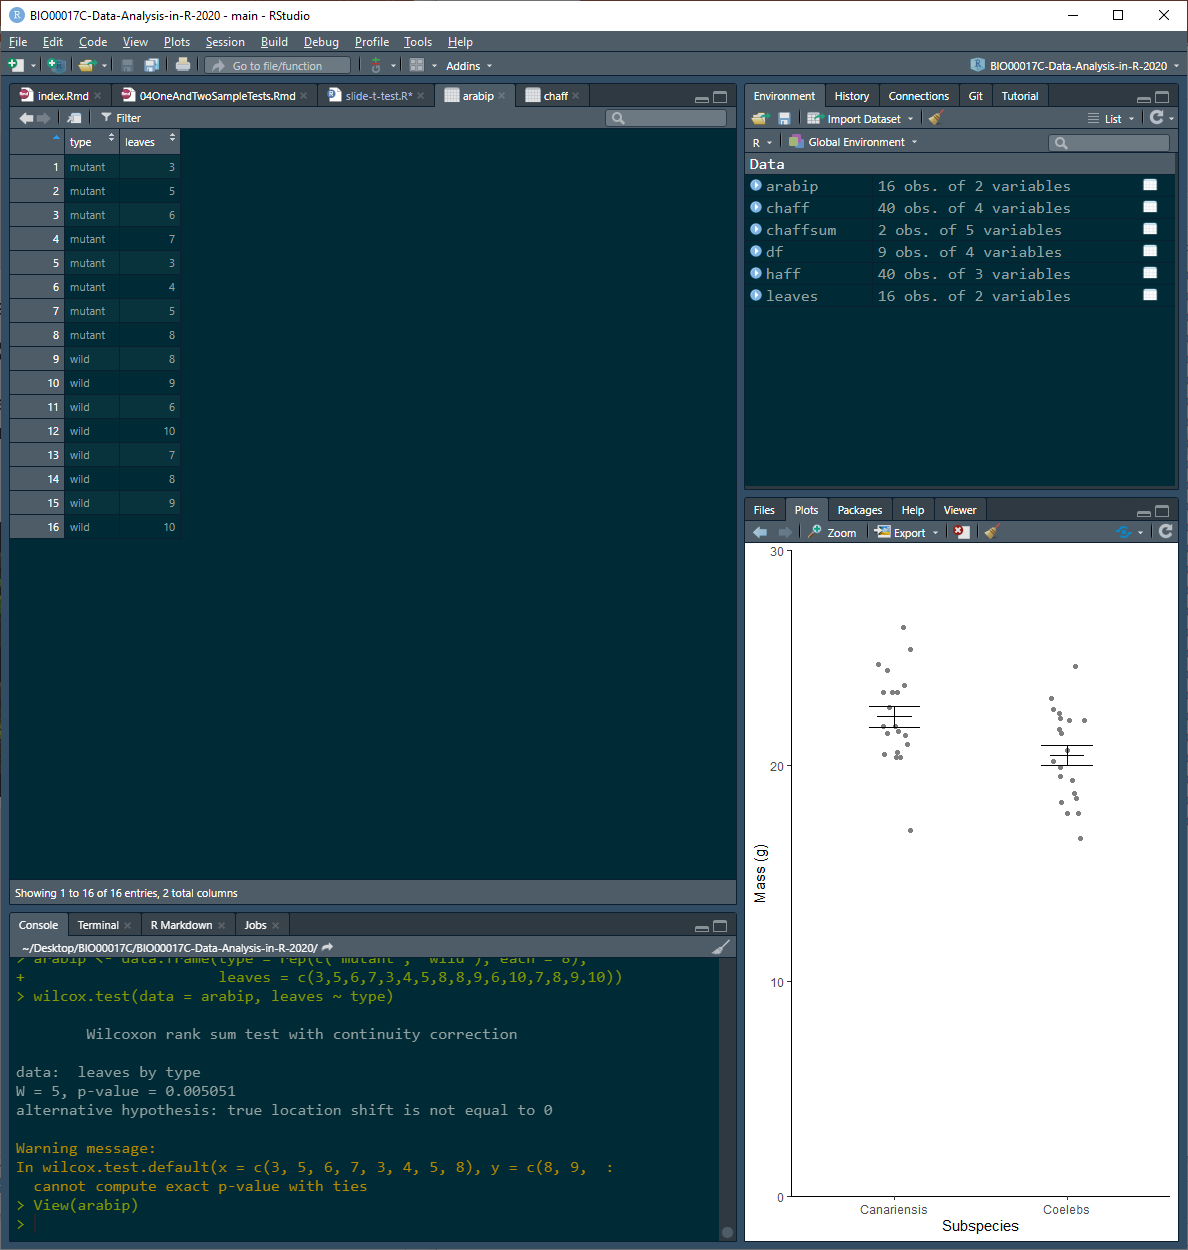 BIO00017C-Data-Analysis-in-R-2020 - main - RStudio
File Edit Code View Plots Session Build Debug Profile Tools Help
Go to file/function Addins BIO00017C-Data-Analysis-in-R-2020
index.Rmd 04OneAndTwoSampleTests.Rmd slide-t-test.R* arabip chaff
Filter
type leaves
1 mutant 3
2 mutant 5
3 mutant 6
4 mutant 7
5 mutant 3
6 mutant 4
7 mutant 5
8 mutant 8
9 wild 8
10 wild 9
11 wild 6
12 wild 10
13 wild 7
14 wild 8
15 wild 9
16 wild 10
Showing 1 to 16 of 16 entries, 2 total columns
Console Terminal R Markdown Jobs
~/Desktop/BIO00017C/BIO00017C-Data-Analysis-in-R-2020/
> arabip <- data.frame(type = rep(c("mutant", "wild"), each = 8),
+ leaves = c(3,5,6,7,3,4,5,8,8,9,6,10,7,8,9,10))
> wilcox.test(data = arabip, leaves ~ type)
Wilcoxon rank sum test with continuity correction
data: leaves by type
W = 5, p-value = 0.005051
alternative hypothesis: true location shift is not equal to 0
Warning message:
In wilcox.test.default(x = c(3, 5, 6, 7, 3, 4, 5, 8), y = c(8, 9, :
cannot compute exact p-value with ties
> View(arabip)
>
Environment History Connections Git Tutorial
Import Dataset List
R Global Environment
Data
arabip 16 obs. of 2 variables
chaff 40 obs. of 4 variables
chaffsum 2 obs. of 5 variables
df 9 obs. of 4 variables
haff 40 obs. of 3 variables
leaves 16 obs. of 2 variables
Files Plots Packages Help Viewer
Zoom Export
30
20
10
0
Mass (g)
Canariensis Coelebs
Subspecies